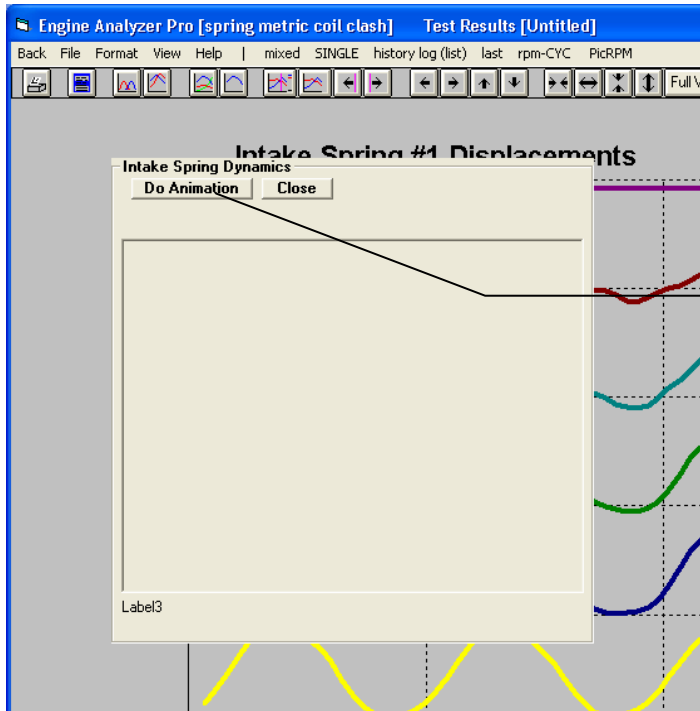 Engine Analyzer Pro [spring metric coil clash] Test Results [Untitled]
Back File Format View Help | mixed SINGLE history log (list) last rpm-CYC PicRPM
Full V
Intake Spring #1 Displacements
Intake Spring Dynamics
Do Animation Close
Label3